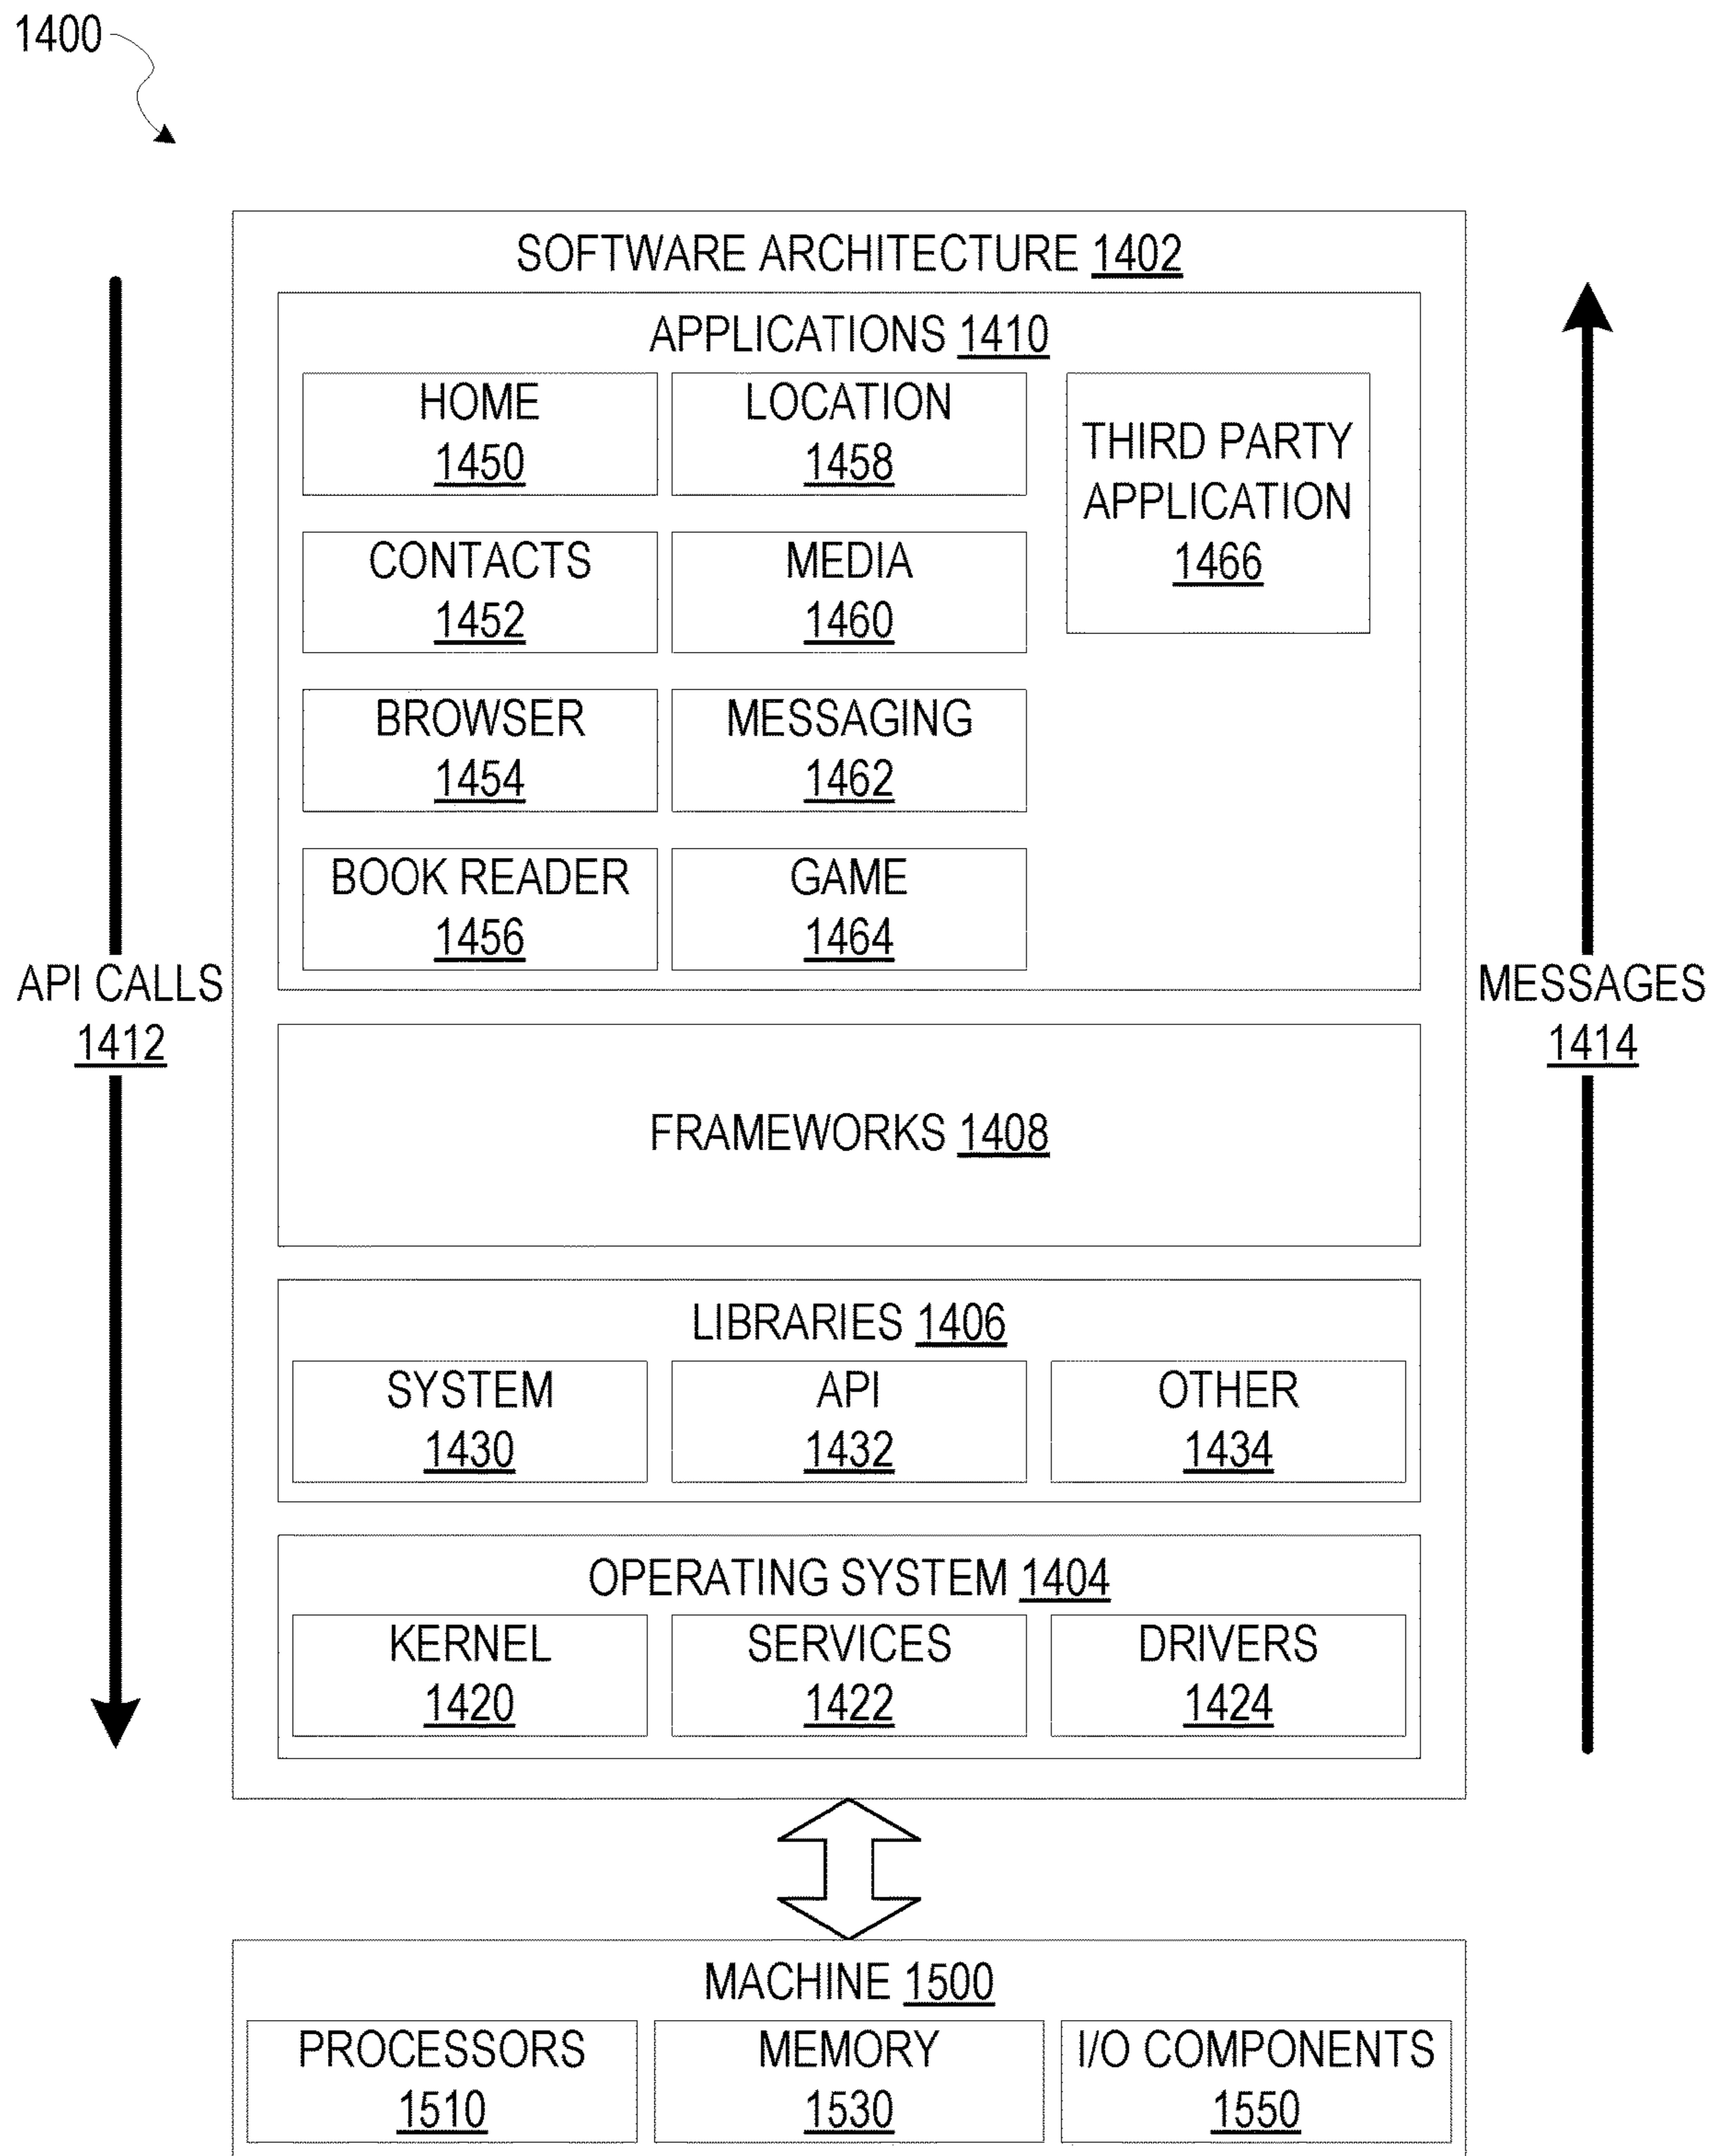 1400
SOFTWARE ARCHITECTURE 1402
APPLICATIONS 1410
HOME
1450
LOCATION
1458
THIRD PARTY
APPLICATION
1466
CONTACTS
1452
MEDIA
1460
BROWSER
1454
MESSAGING
1462
BOOK READER
1456
GAME
1464
API CALLS
1412
MESSAGES
1414
FRAMEWORKS 1408
LIBRARIES 1406
SYSTEM
1430
API
1432
OTHER
1434
OPERATING SYSTEM 1404
KERNEL
1420
SERVICES
1422
DRIVERS
1424
MACHINE 1500
PROCESSORS
1510
MEMORY
1530
I/O COMPONENTS
1550